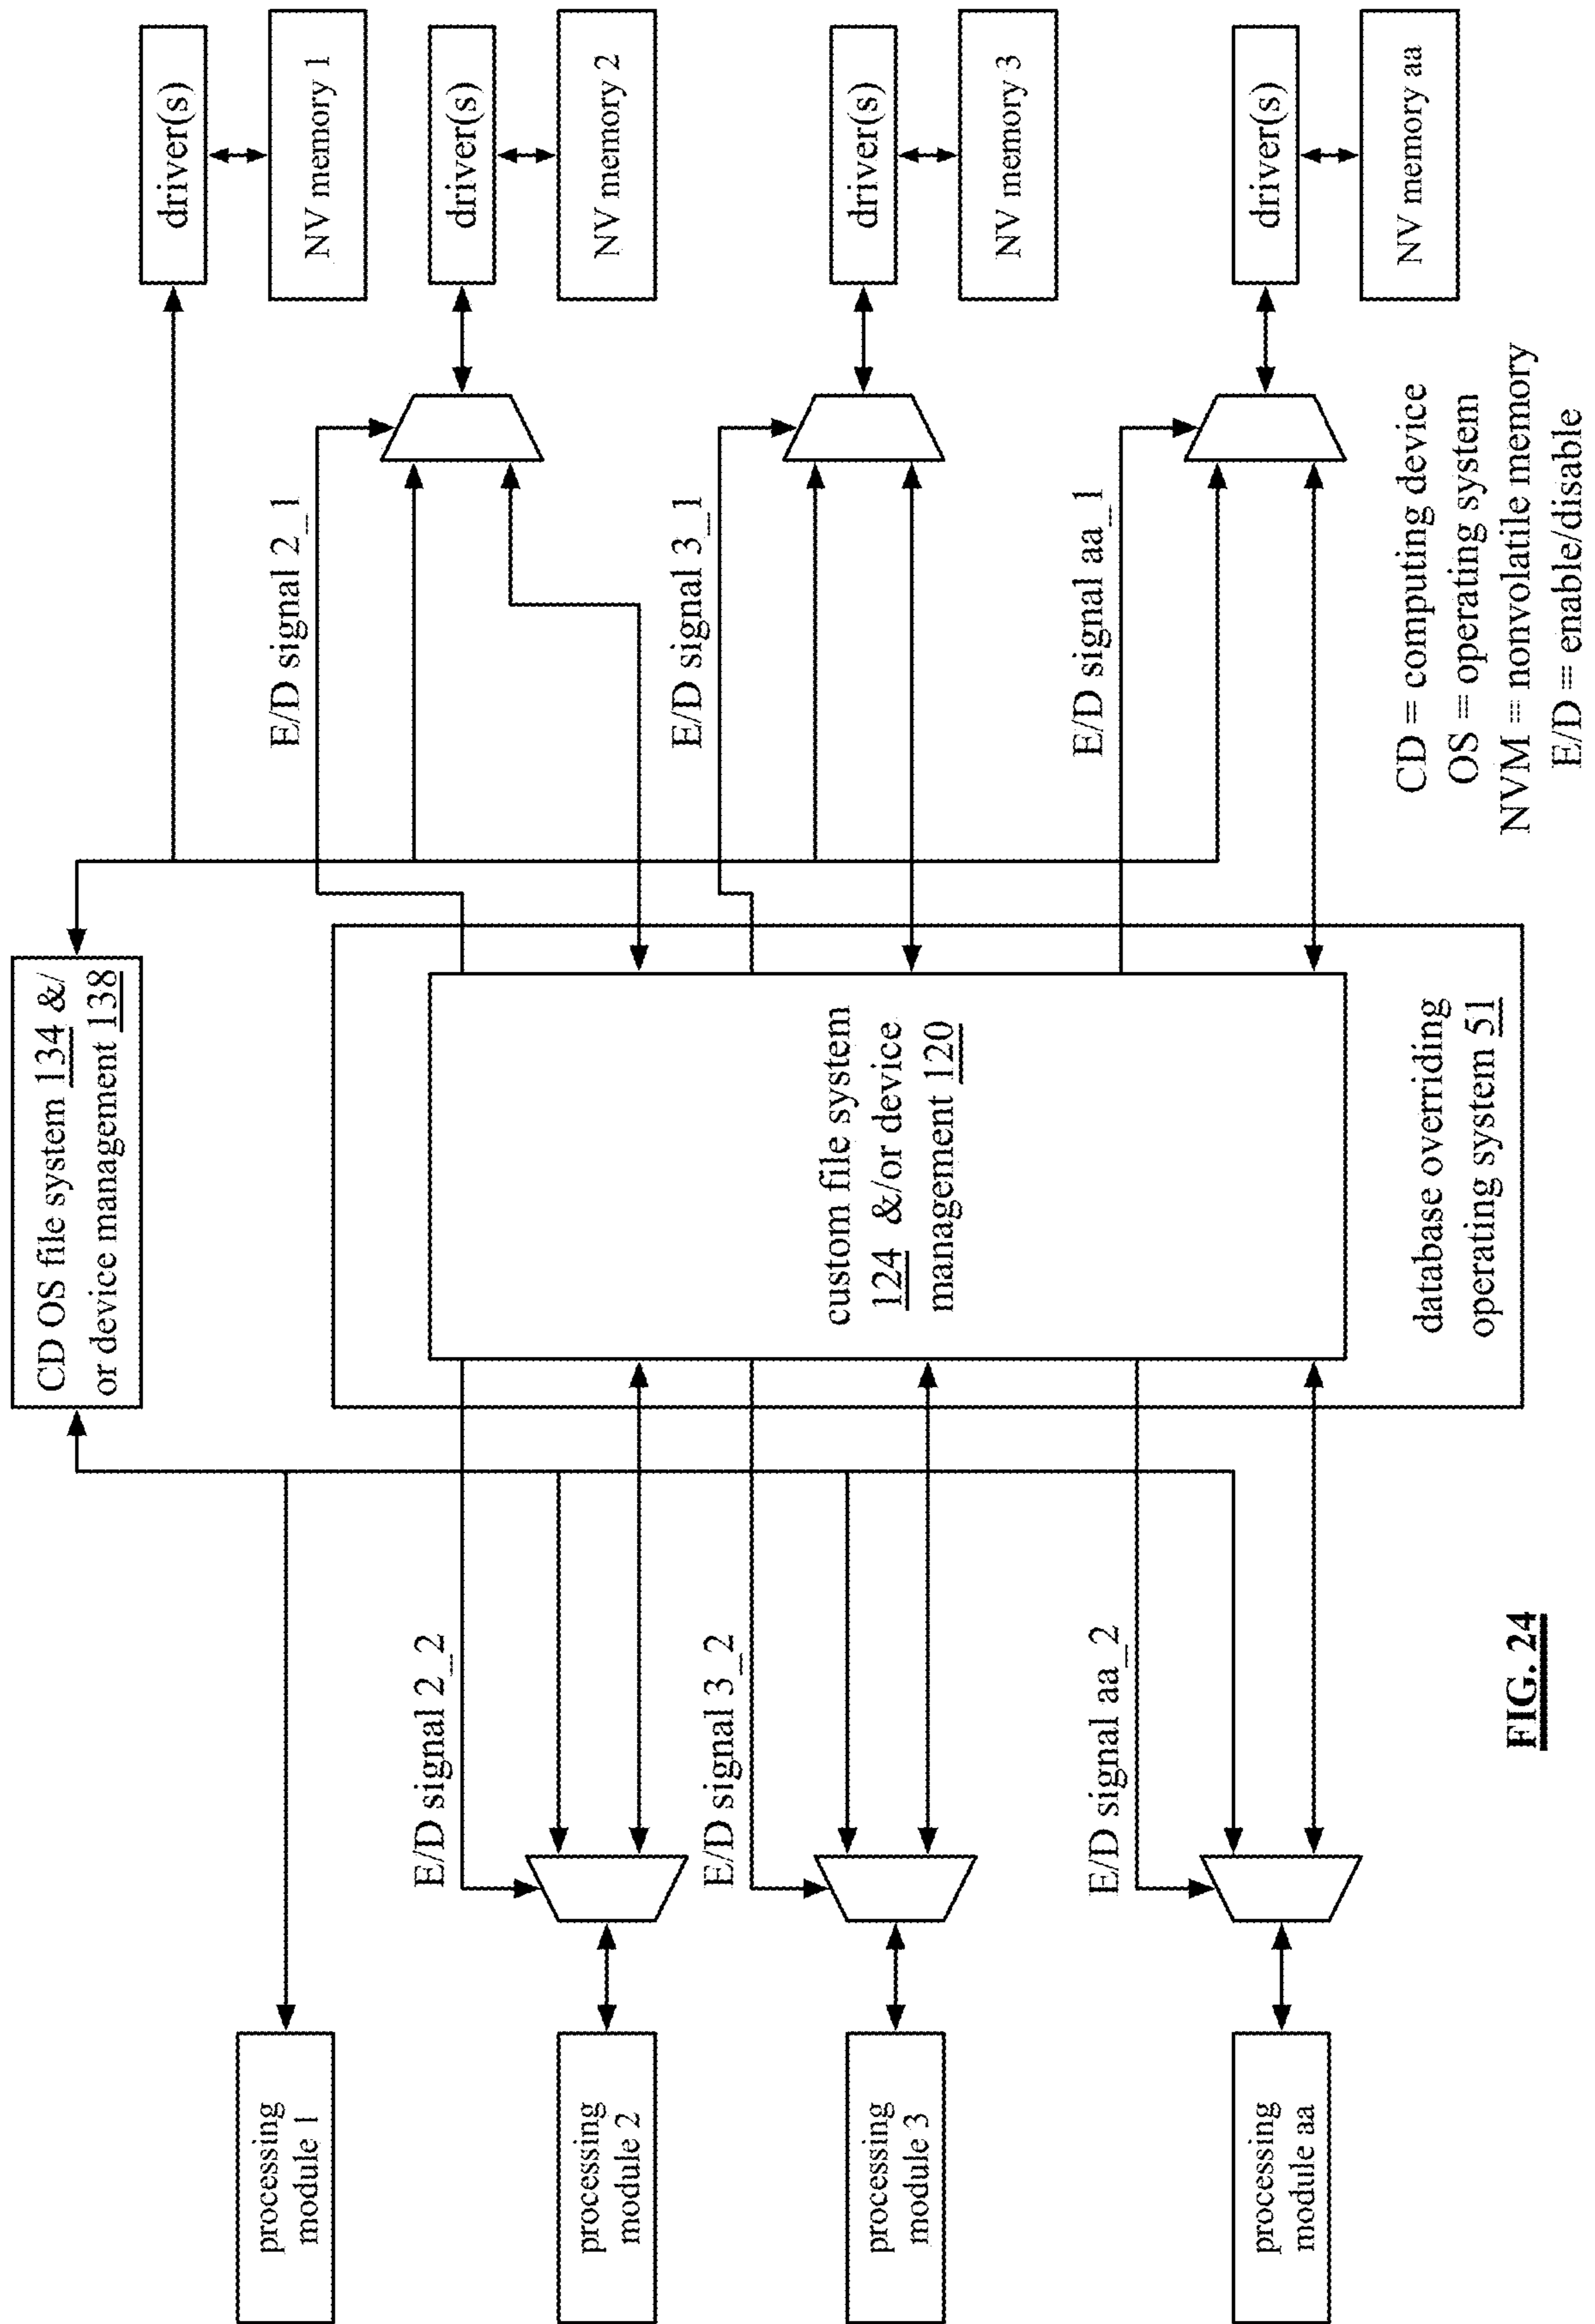 CD OS file system 134 &/
or device management 138
driver(s)
NV memory 1
E/D signal 2_1
driver(s)
NV memory 2
E/D signal 3_1
driver(s)
NV memory 3
E/D signal aa_1
driver(s)
NV memory aa
custom file system
124 &/or device
management 120
database overriding
operating system 51
processing
module 1
E/D signal 2_2
processing
module 2
E/D signal 3_2
processing
module 3
E/D signal aa_2
processing
module aa
CD = computing device
OS = operating system
NVM = nonvolatile memory
E/D = enable/disable
FIG. 24